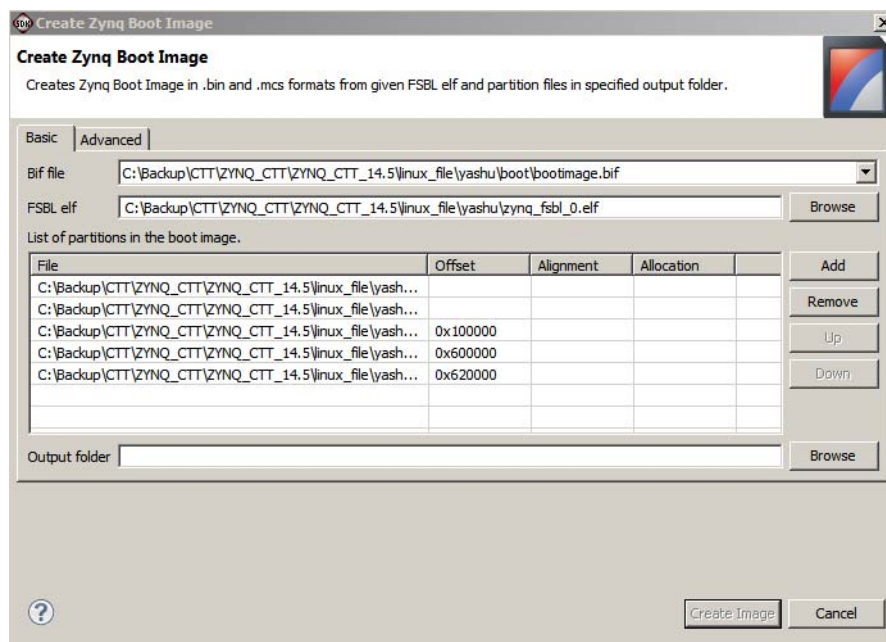 SDK Create Zynq Boot Image
Create Zynq Boot Image
Creates Zynq Boot Image in .bin and .mcs formats from given FSBL elf and partition files in specified output folder.
Basic Advanced
Bif file C:\Backup\CTT\ZYNQ_CTT\ZYNQ_CTT_14.5\linux_file\yashu\boot\bootimage.bif
FSBL elf C:\Backup\CTT\ZYNQ_CTT\ZYNQ_CTT_14.5\linux_file\yashu\zynq_fsbl_0.elf Browse
List of partitions in the boot image.
File Offset Alignment Allocation Add
C:\Backup\CTT\ZYNQ_CTT\ZYNQ_CTT_14.5\linux_file\yash...
C:\Backup\CTT\ZYNQ_CTT\ZYNQ_CTT_14.5\linux_file\yash... Remove
C:\Backup\CTT\ZYNQ_CTT\ZYNQ_CTT_14.5\linux_file\yash... 0x100000 Up
C:\Backup\CTT\ZYNQ_CTT\ZYNQ_CTT_14.5\linux_file\yash... 0x600000
C:\Backup\CTT\ZYNQ_CTT\ZYNQ_CTT_14.5\linux_file\yash... 0x620000 Down
Output folder Browse
? Create Image Cancel